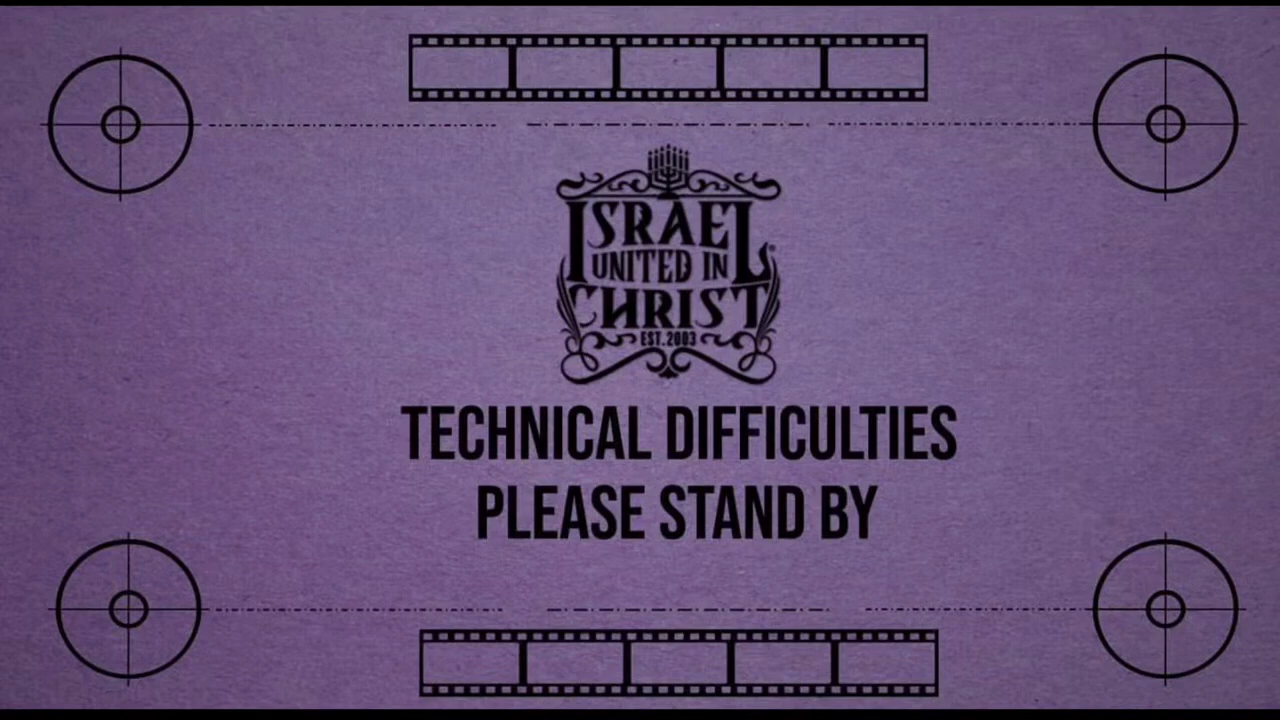 ISRAEL
UNITED IN
CHRIST
EST. 2003
TECHNICAL DIFFICULTIES
PLEASE STAND BY